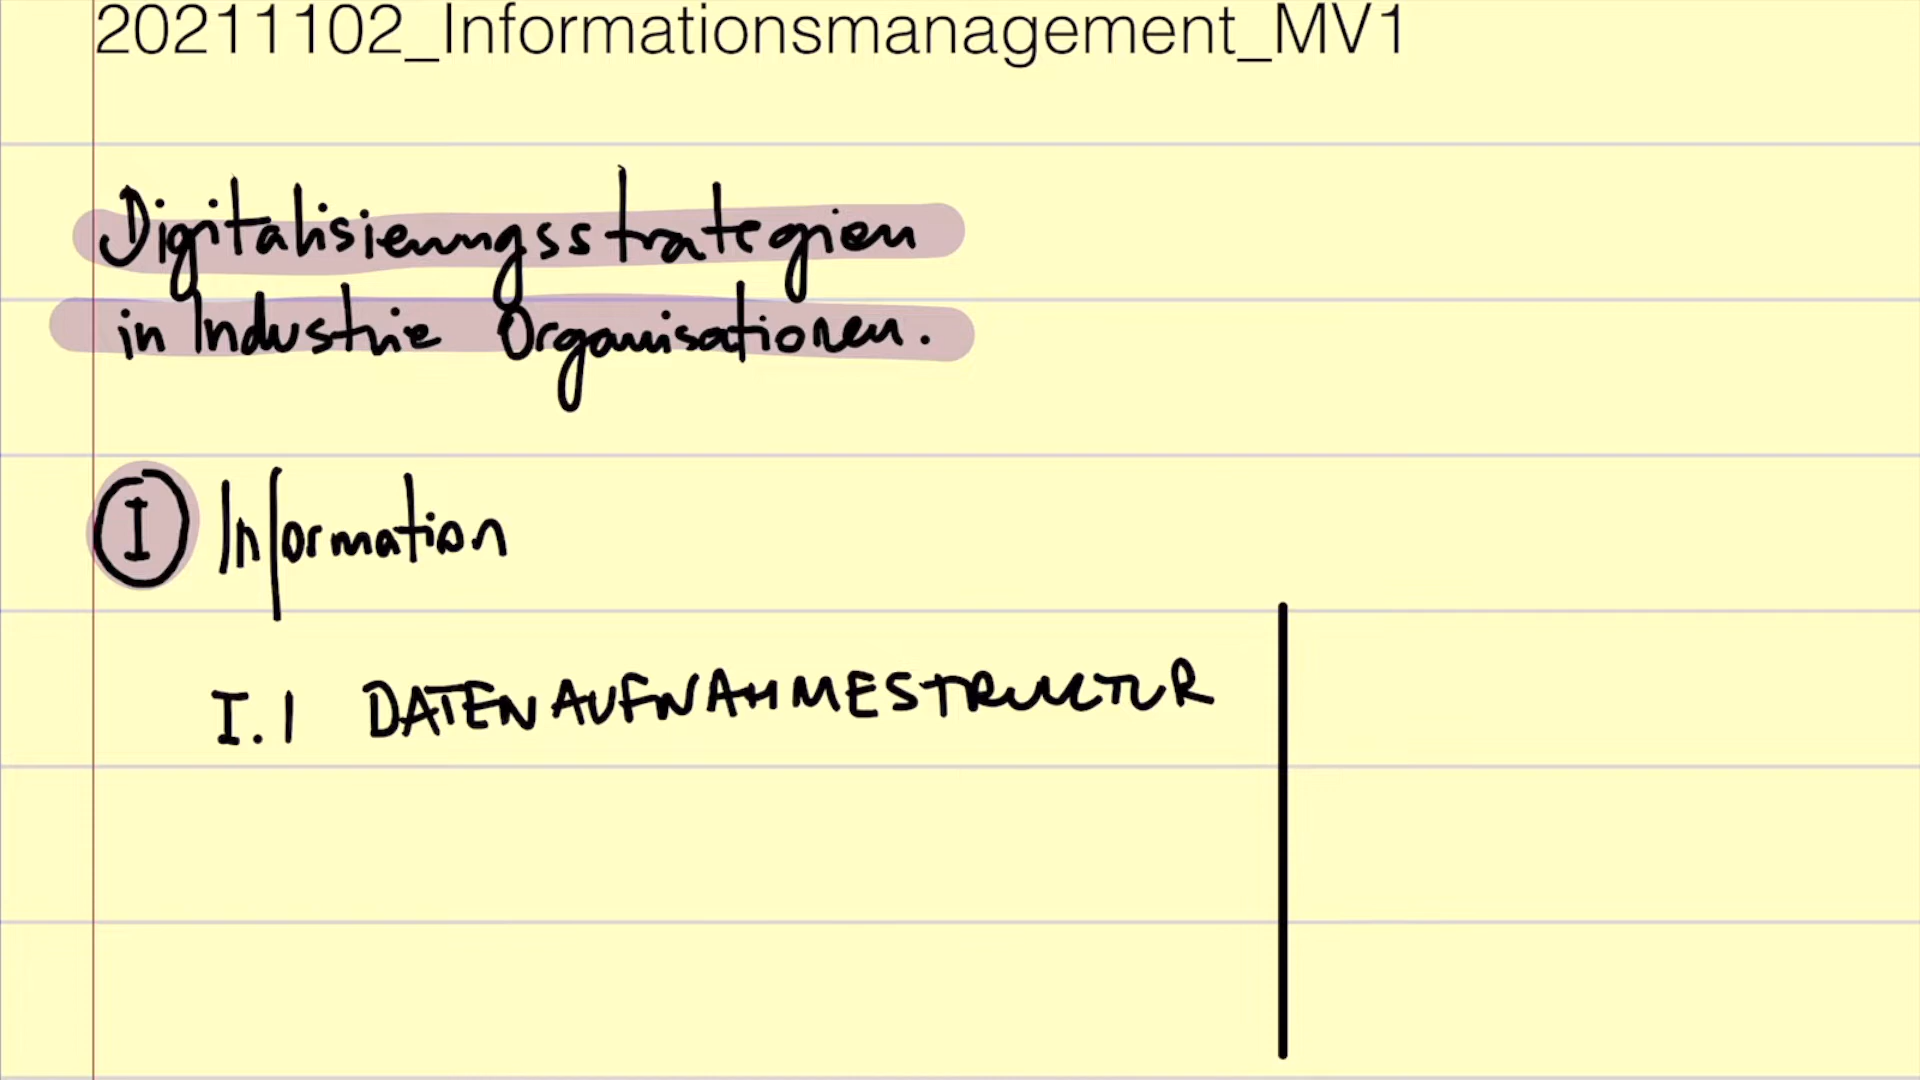 20211102_Informationsmanagement_MV1
Digitalisierungsstrategien
in Industrie Organisationen.
I Information
I.1 DATENAUFNAHMESTRUCTUR